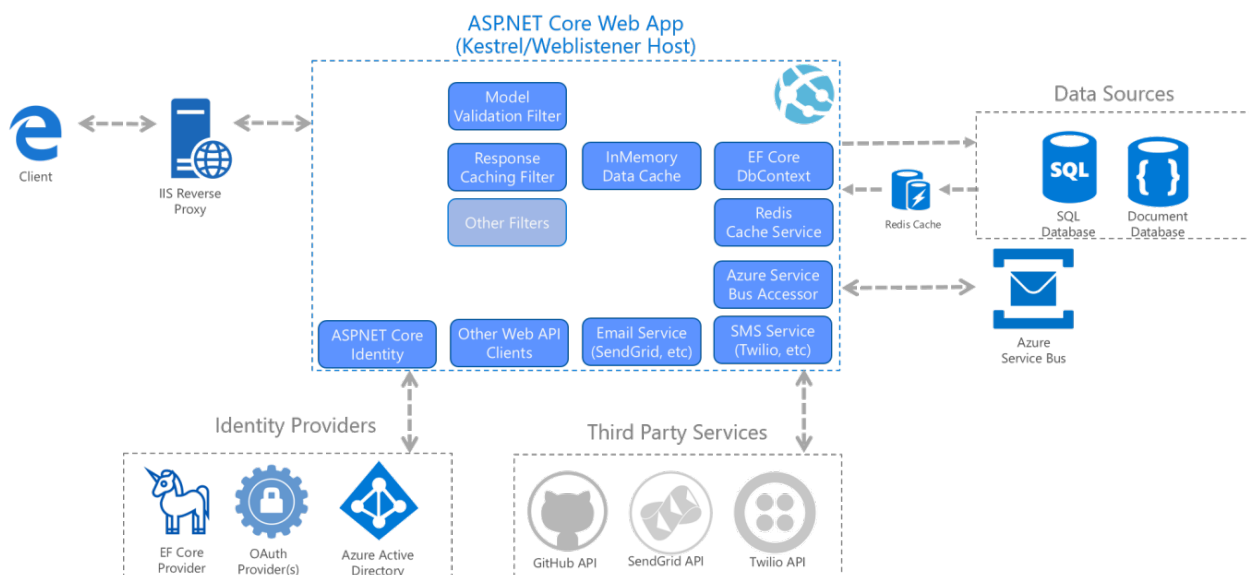 ASP.NET Core Web App
(Kestrel/Weblistener Host)
Client
IIS Reverse
Proxy
Model
Validation Filter
Response
Caching Filter
Other Filters
InMemory
Data Cache
EF Core
DbContext
Redis
Cache Service
Azure Service
Bus Accessor
ASPNET Core
Identity
Other Web API
Clients
Email Service
(SendGrid, etc)
SMS Service
(Twilio, etc)
Data Sources
SQL
SQL
Database
{ }
Document
Database
Redis Cache
Azure
Service Bus
Identity Providers
EF Core
Provider
OAuth
Provider(s)
Azure Active
Directory
Third Party Services
GitHub API
SendGrid API
Twilio API